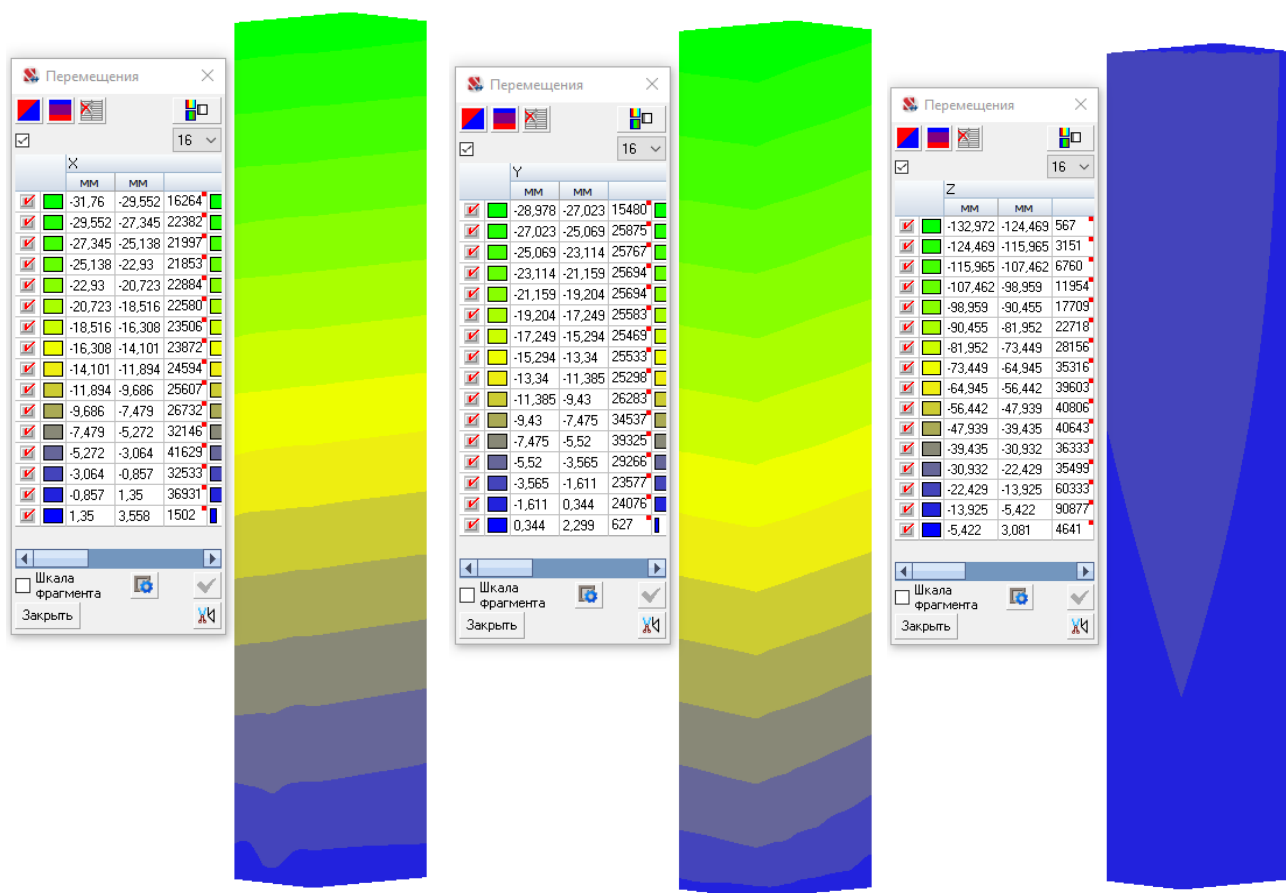 Перемещения
16
X
мм мм
-31,76 -29,552 16264
-29,552 -27,345 22382
-27,345 -25,138 21997
-25,138 -22,93 21853
-22,93 -20,723 22884
-20,723 -18,516 22580
-18,516 -16,308 23506
-16,308 -14,101 23872
-14,101 -11,894 24594
-11,894 -9,686 25607
-9,686 -7,479 26732
-7,479 -5,272 32146
-5,272 -3,064 41629
-3,064 -0,857 32533
-0,857 1,35 36931
1,35 3,558 1502
Шкала
фрагмента
Закрыть
Перемещения
16
Y
мм мм
-28,978 -27,023 15480
-27,023 -25,069 25875
-25,069 -23,114 25767
-23,114 -21,159 25694
-21,159 -19,204 25694
-19,204 -17,249 25583
-17,249 -15,294 25469
-15,294 -13,34 25533
-13,34 -11,385 25298
-11,385 -9,43 26283
-9,43 -7,475 34537
-7,475 -5,52 39325
-5,52 -3,565 29266
-3,565 -1,611 23577
-1,611 0,344 24076
0,344 2,299 627
Шкала
фрагмента
Закрыть
Перемещения
16
Z
мм мм
-132,972 -124,469 567
-124,469 -115,965 3151
-115,965 -107,462 6760
-107,462 -98,959 11954
-98,959 -90,455 17709
-90,455 -81,952 22718
-81,952 -73,449 28156
-73,449 -64,945 35316
-64,945 -56,442 39603
-56,442 -47,939 40806
-47,939 -39,435 40643
-39,435 -30,932 36333
-30,932 -22,429 35499
-22,429 -13,925 60333
-13,925 -5,422 90877
-5,422 3,081 4641
Шкала
фрагмента
Закрыть